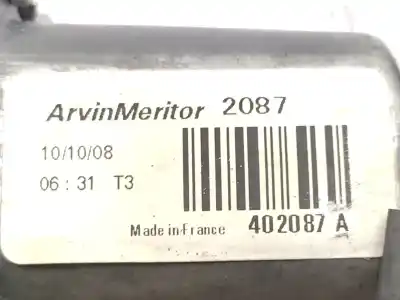 ArvinMeritor 2087
10/10/08
06 : 31 T3
Made in France 402087 A